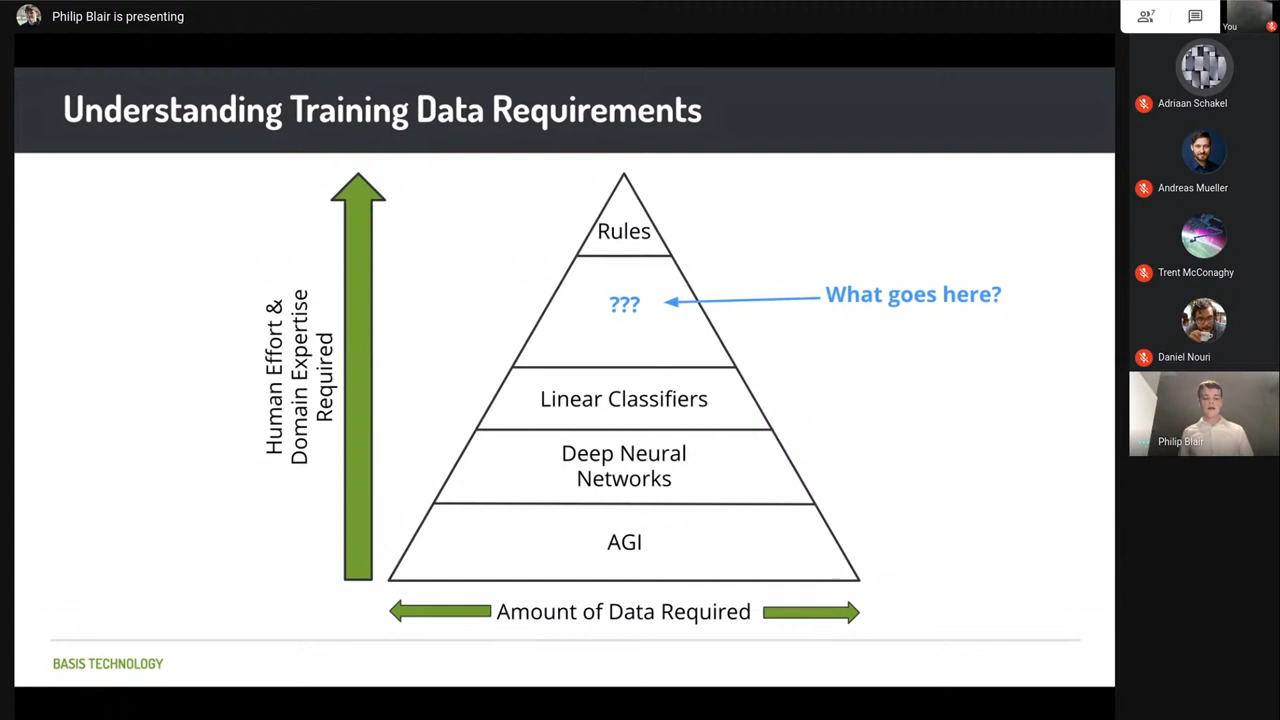 Philip Blair is presenting
7
You
Understanding Training Data Requirements
Adriaan Schakel
Andreas Mueller
Trent McConaghy
Daniel Nouri
Philip Blair
Human Effort &
Domain Expertise
Required
Rules
???
What goes here?
Linear Classifiers
Deep Neural
Networks
AGI
Amount of Data Required
BASIS TECHNOLOGY